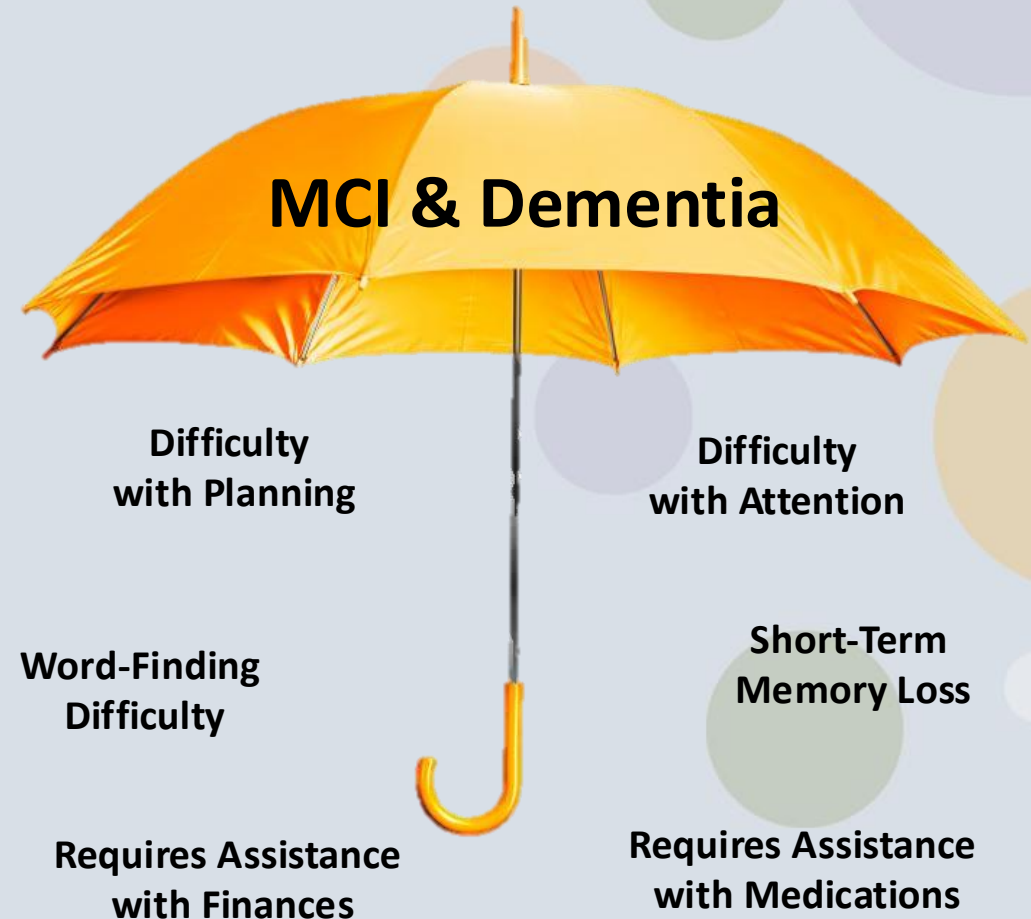 MCI & Dementia
Difficulty
with Planning
Difficulty
with Attention
Word-Finding
Difficulty
Short-Term
Memory Loss
Requires Assistance
with Finances
Requires Assistance
with Medications